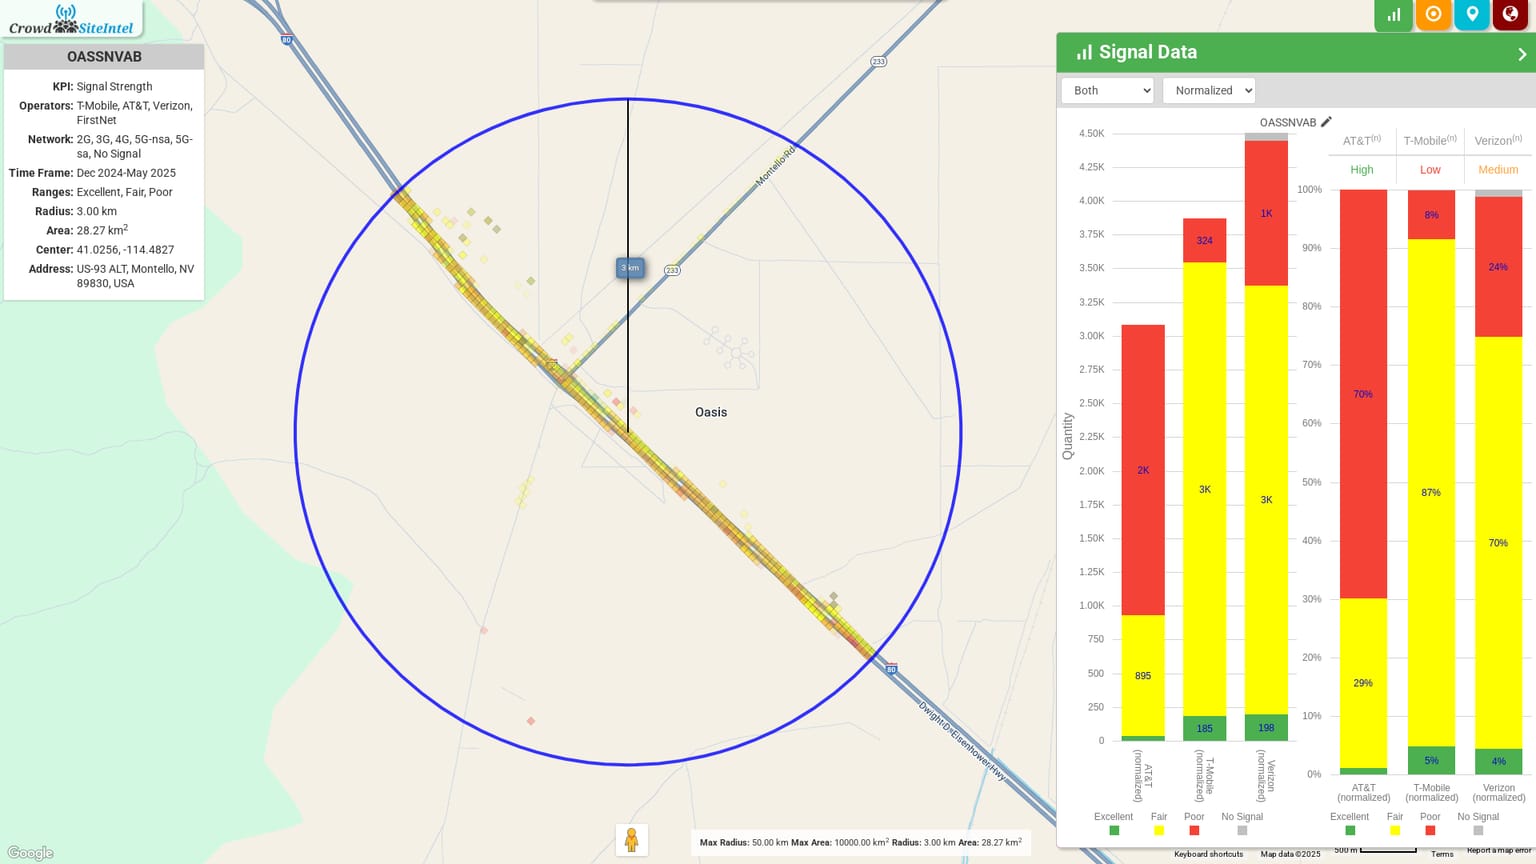 Crowd SiteIntel
OASSNVAB
KPI: Signal Strength
Operators: T-Mobile, AT&T, Verizon,
FirstNet
Network: 2G, 3G, 4G, 5G-nsa, 5G-
sa, No Signal
Time Frame: Dec 2024-May 2025
Ranges: Excellent, Fair, Poor
Radius: 3.00 km
Area: 28.27 km²
Center: 41.0256, -114.4827
Address: US-93 ALT, Montello, NV
89830, USA
80
233
Montello Rd
3 km
233
Oasis
80
Dwight D. Eisenhower Hwy
Google
Max Radius: 50.00 km Max Area: 10000.00 km² Radius: 3.00 km Area: 28.27 km²
Signal Data
Both
Normalized
OASSNVAB
Quantity
4.50K
4.25K
4.00K
3.75K
3.50K
3.25K
3.00K
2.75K
2.50K
2.25K
2.00K
1.75K
1.50K
1.25K
1.00K
750
500
250
0
2K
895
324
3K
185
1K
3K
198
AT&T
(normalized)
T-Mobile
(normalized)
Verizon
(normalized)
Excellent Fair Poor No Signal
AT&T(n) T-Mobile(n) Verizon(n)
High Low Medium
100%
90%
80%
70%
60%
50%
40%
30%
20%
10%
0%
70%
29%
8%
87%
5%
24%
70%
4%
AT&T
(normalized)
T-Mobile
(normalized)
Verizon
(normalized)
Excellent Fair Poor No Signal
Keyboard shortcuts Map data ©2025 500 m Terms Report a map error